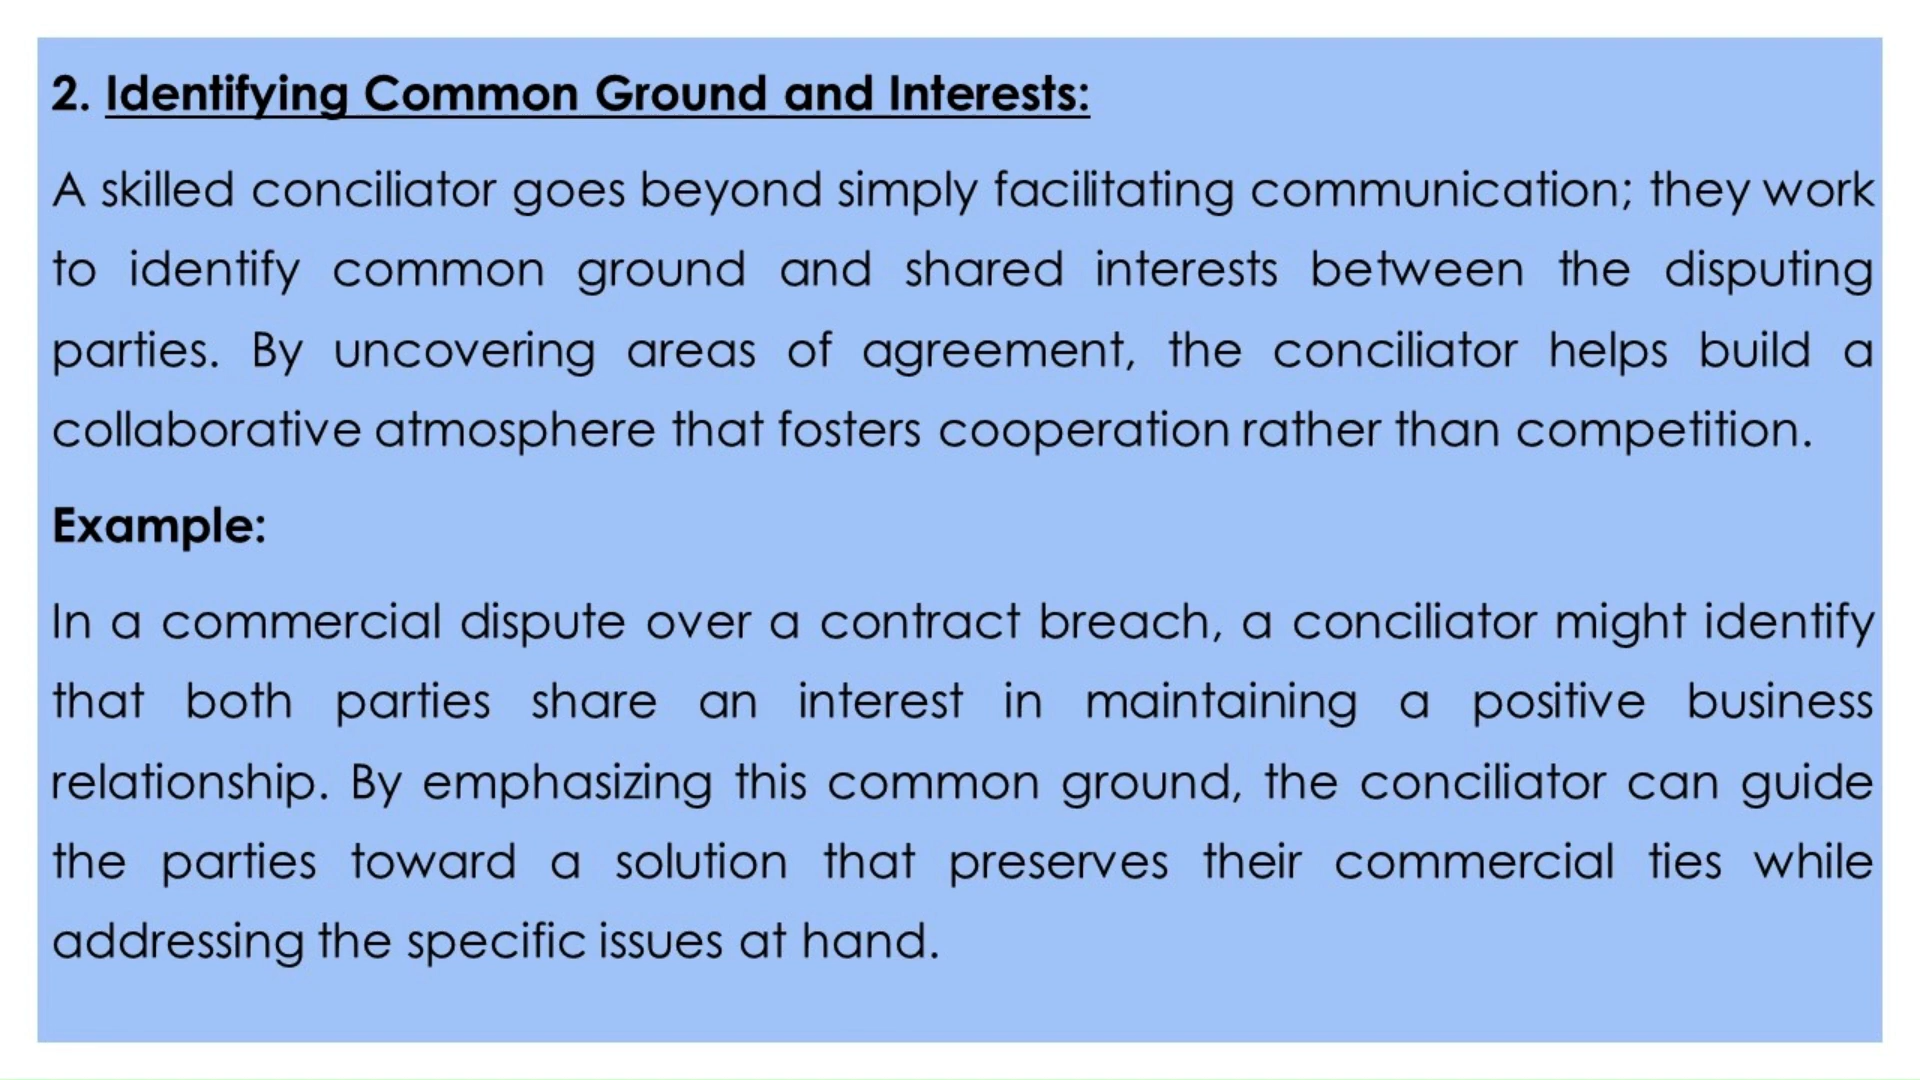 2. Identifying Common Ground and Interests:
A skilled conciliator goes beyond simply facilitating communication; they work
to identify common ground and shared interests between the disputing
parties. By uncovering areas of agreement, the conciliator helps build a
collaborative atmosphere that fosters cooperation rather than competition.
Example:
In a commercial dispute over a contract breach, a conciliator might identify
that both parties share an interest in maintaining a positive business
relationship. By emphasizing this common ground, the conciliator can guide
the parties toward a solution that preserves their commercial ties while
addressing the specific issues at hand.